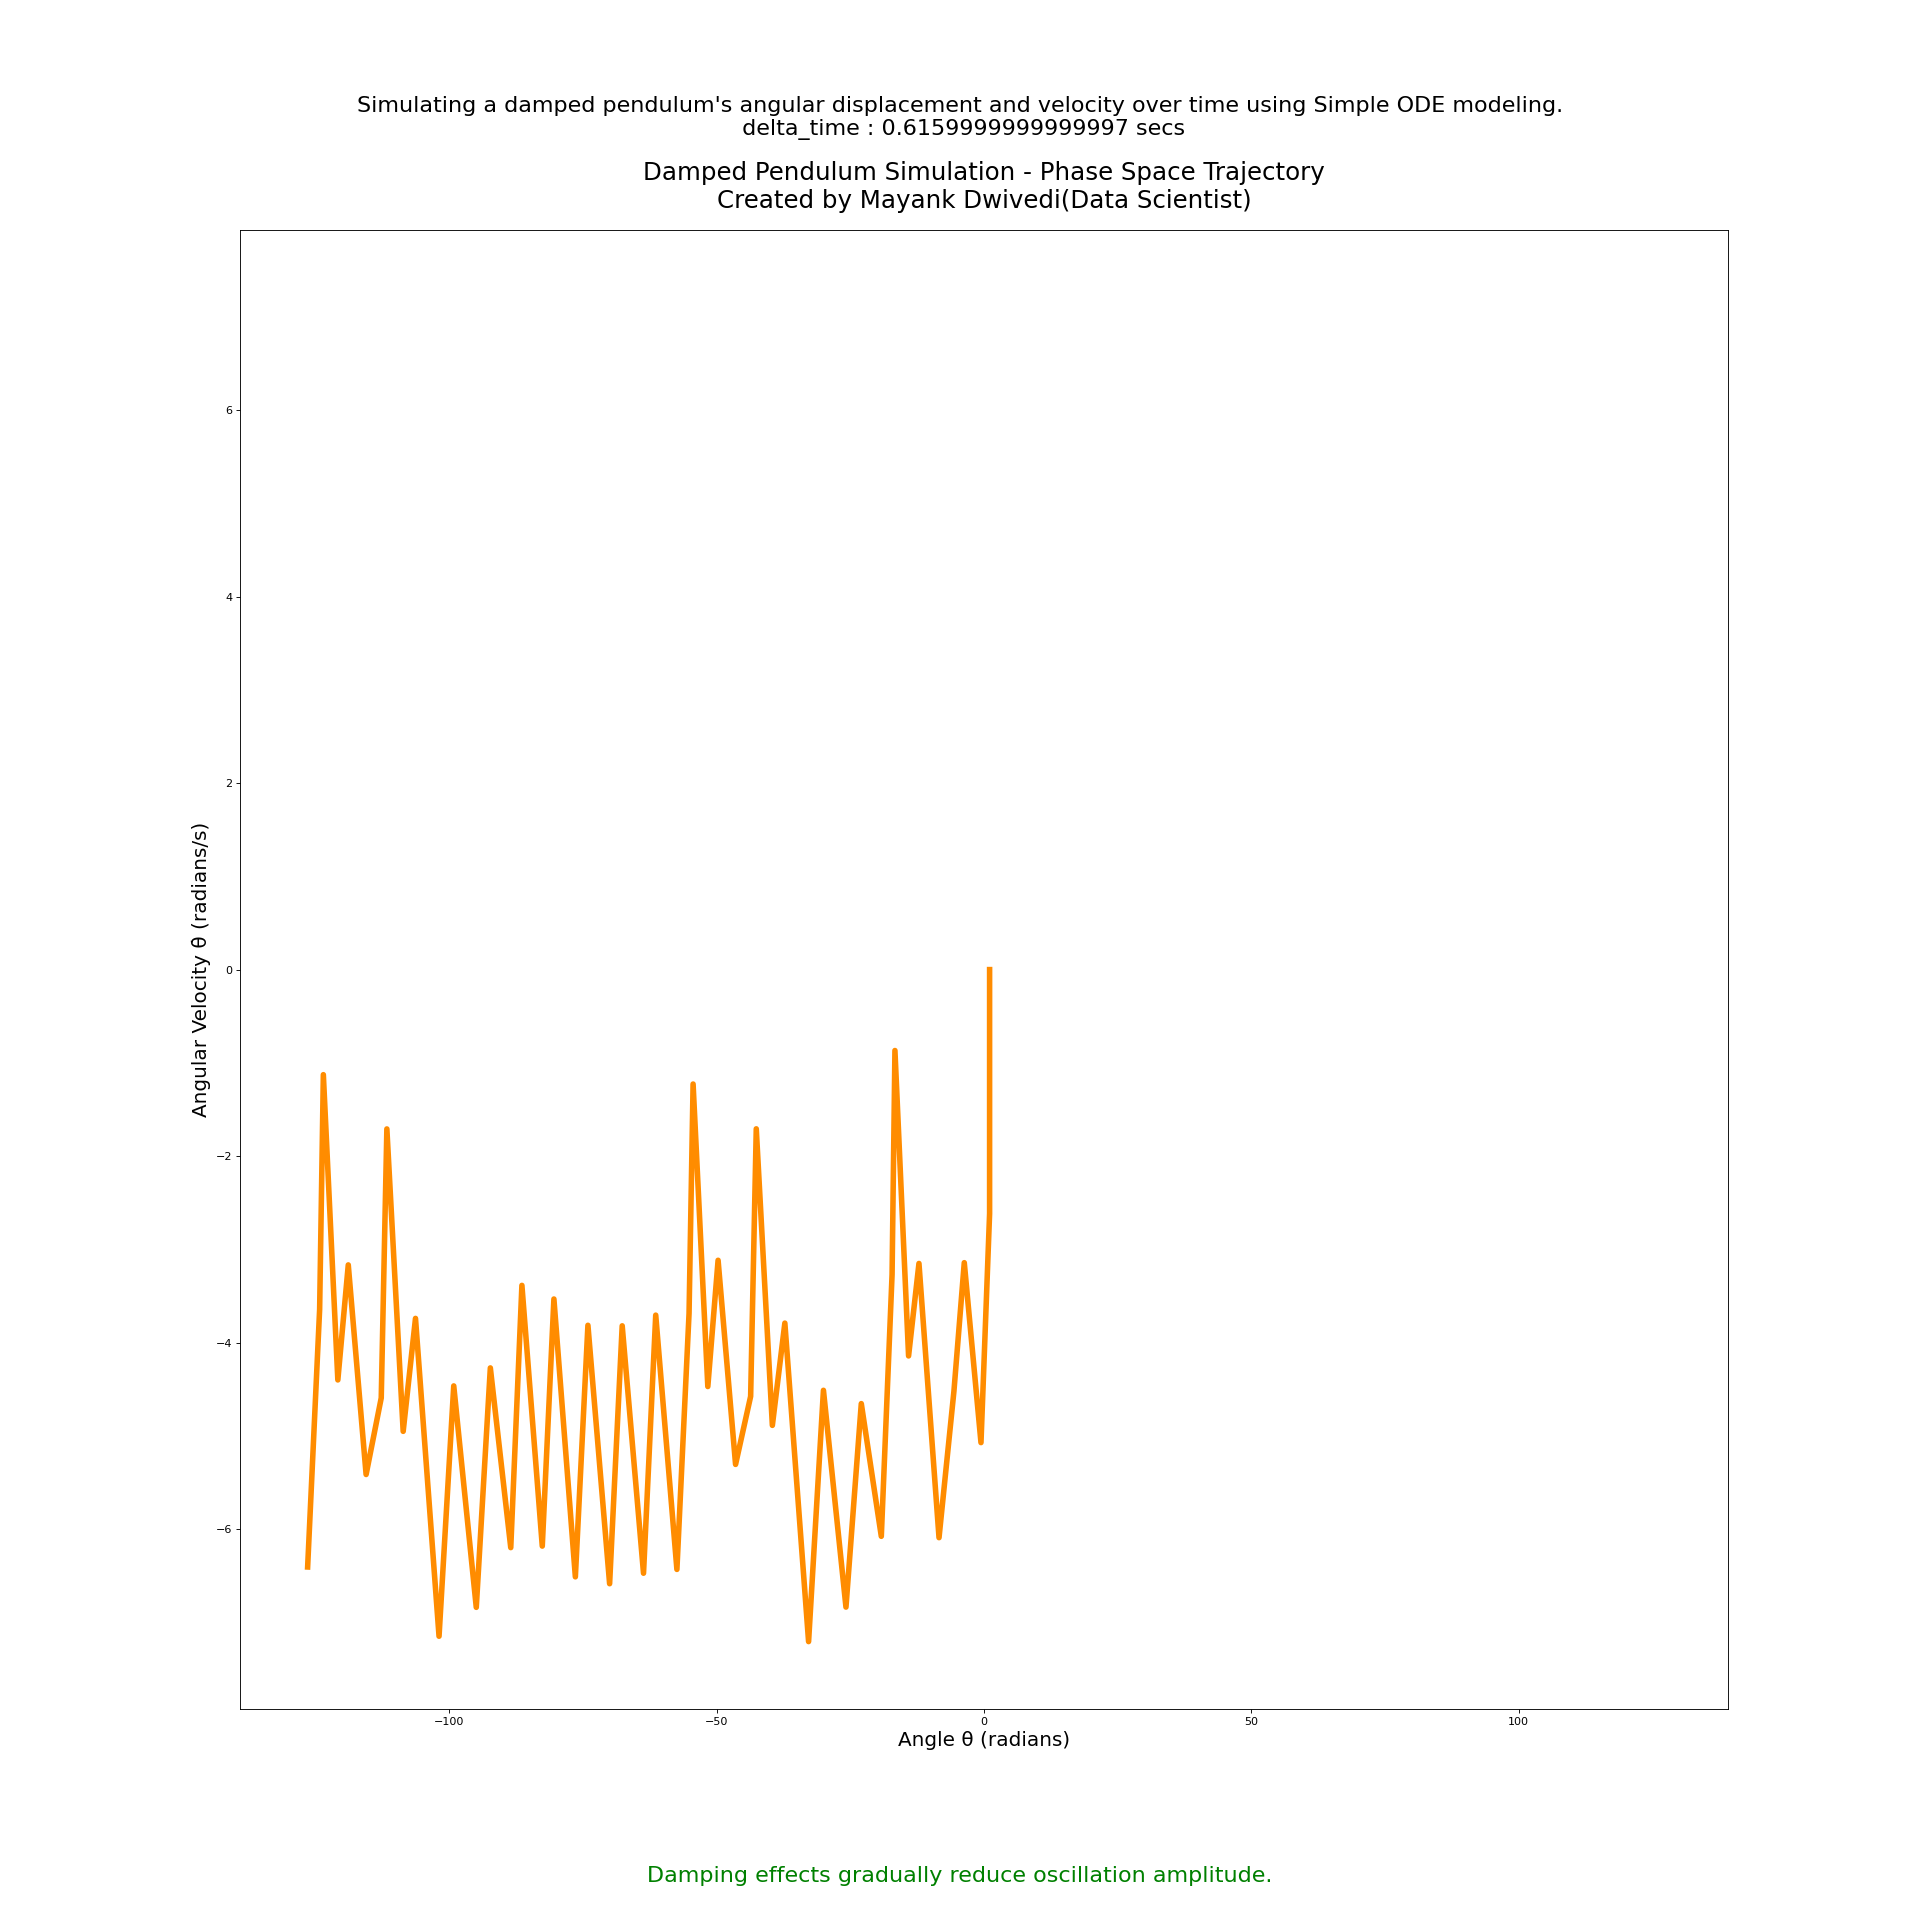 Simulating a damped pendulum's angular displacement and velocity over time using Simple ODE modeling.
delta_time : 0.6159999999999997 secs
Damped Pendulum Simulation - Phase Space Trajectory
Created by Mayank Dwivedi(Data Scientist)
Angular Velocity θ̇ (radians/s)
6
4
2
0
−2
−4
−6
−100
−50
0
50
100
Angle θ (radians)
Damping effects gradually reduce oscillation amplitude.